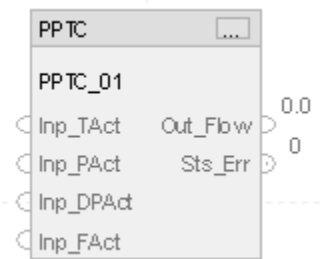 PPTC ...
PPTC_01
0.0
Inp_TAct Out_Flow
0
Inp_PAct Sts_Err
Inp_DPAct
Inp_FAct